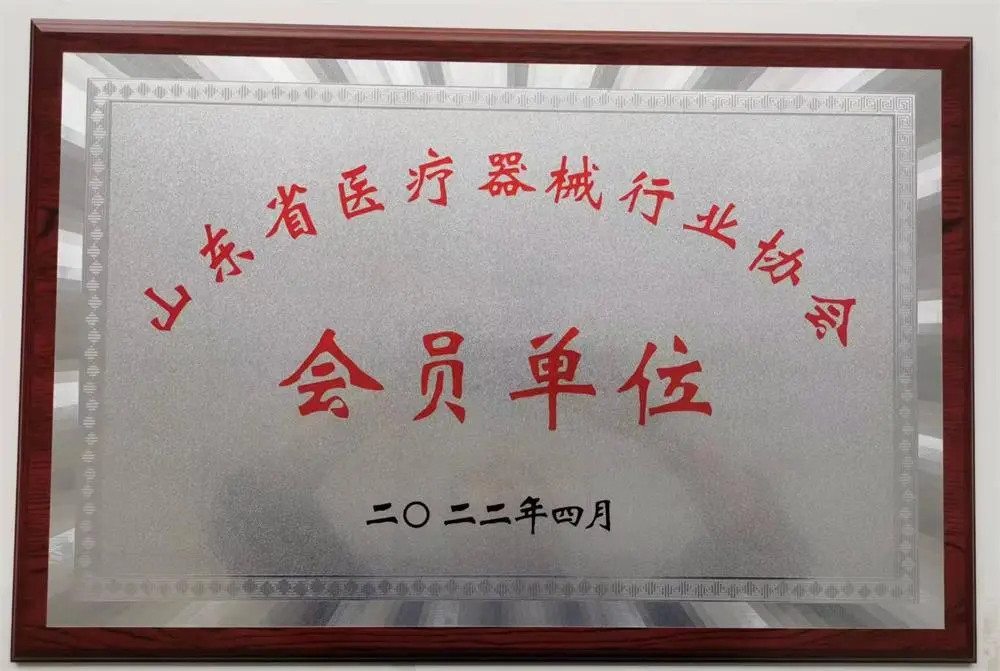 山东省医疗器械行业协会
会员单位
二〇二二年四月